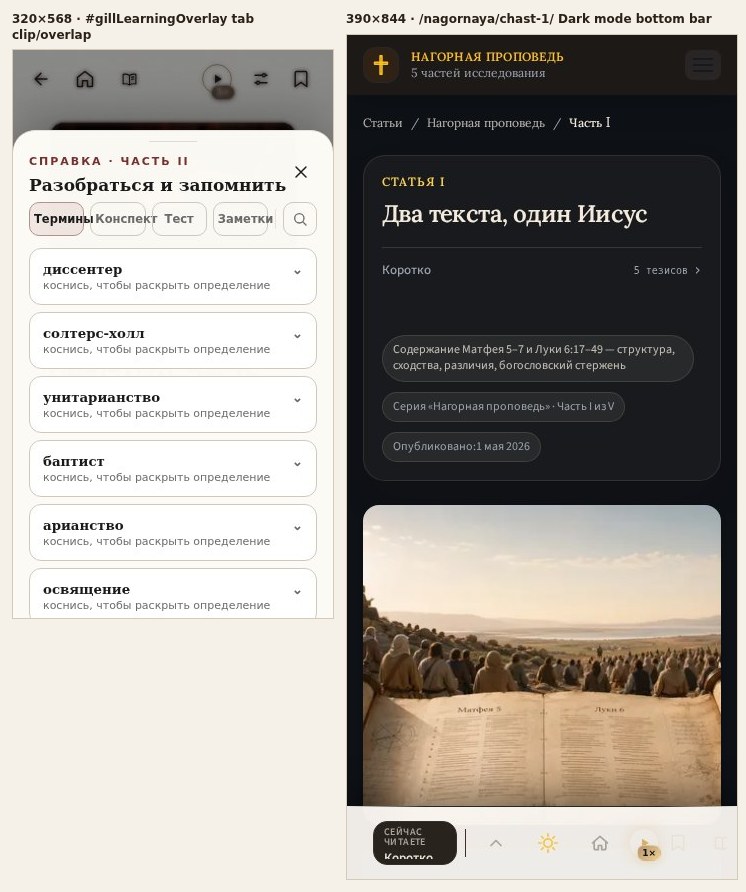 320×568 · #gillLearningOverlay tab
clip/overlap
СПРАВКА · ЧАСТЬ II
Разобраться и запомнить
Термины Конспект Тест Заметки
диссентер
коснись, чтобы раскрыть определение
солтерс-холл
коснись, чтобы раскрыть определение
унитарианство
коснись, чтобы раскрыть определение
баптист
коснись, чтобы раскрыть определение
арианство
коснись, чтобы раскрыть определение
освящение
коснись, чтобы раскрыть определение
390×844 · /nagornaya/chast-1/ Dark mode bottom bar
НАГОРНАЯ ПРОПОВЕДЬ
5 частей исследования
Статьи / Нагорная проповедь / Часть I
СТАТЬЯ I
Два текста, один Иисус
Коротко 5 тезисов
Содержание Матфея 5–7 и Луки 6:17–49 — структура,
сходства, различия, богословский стержень
Серия «Нагорная проповедь» · Часть I из V
Опубликовано:1 мая 2026
Матфея 5 Луки 6
СЕЙЧАС
ЧИТАЕТЕ
Коротко
1×